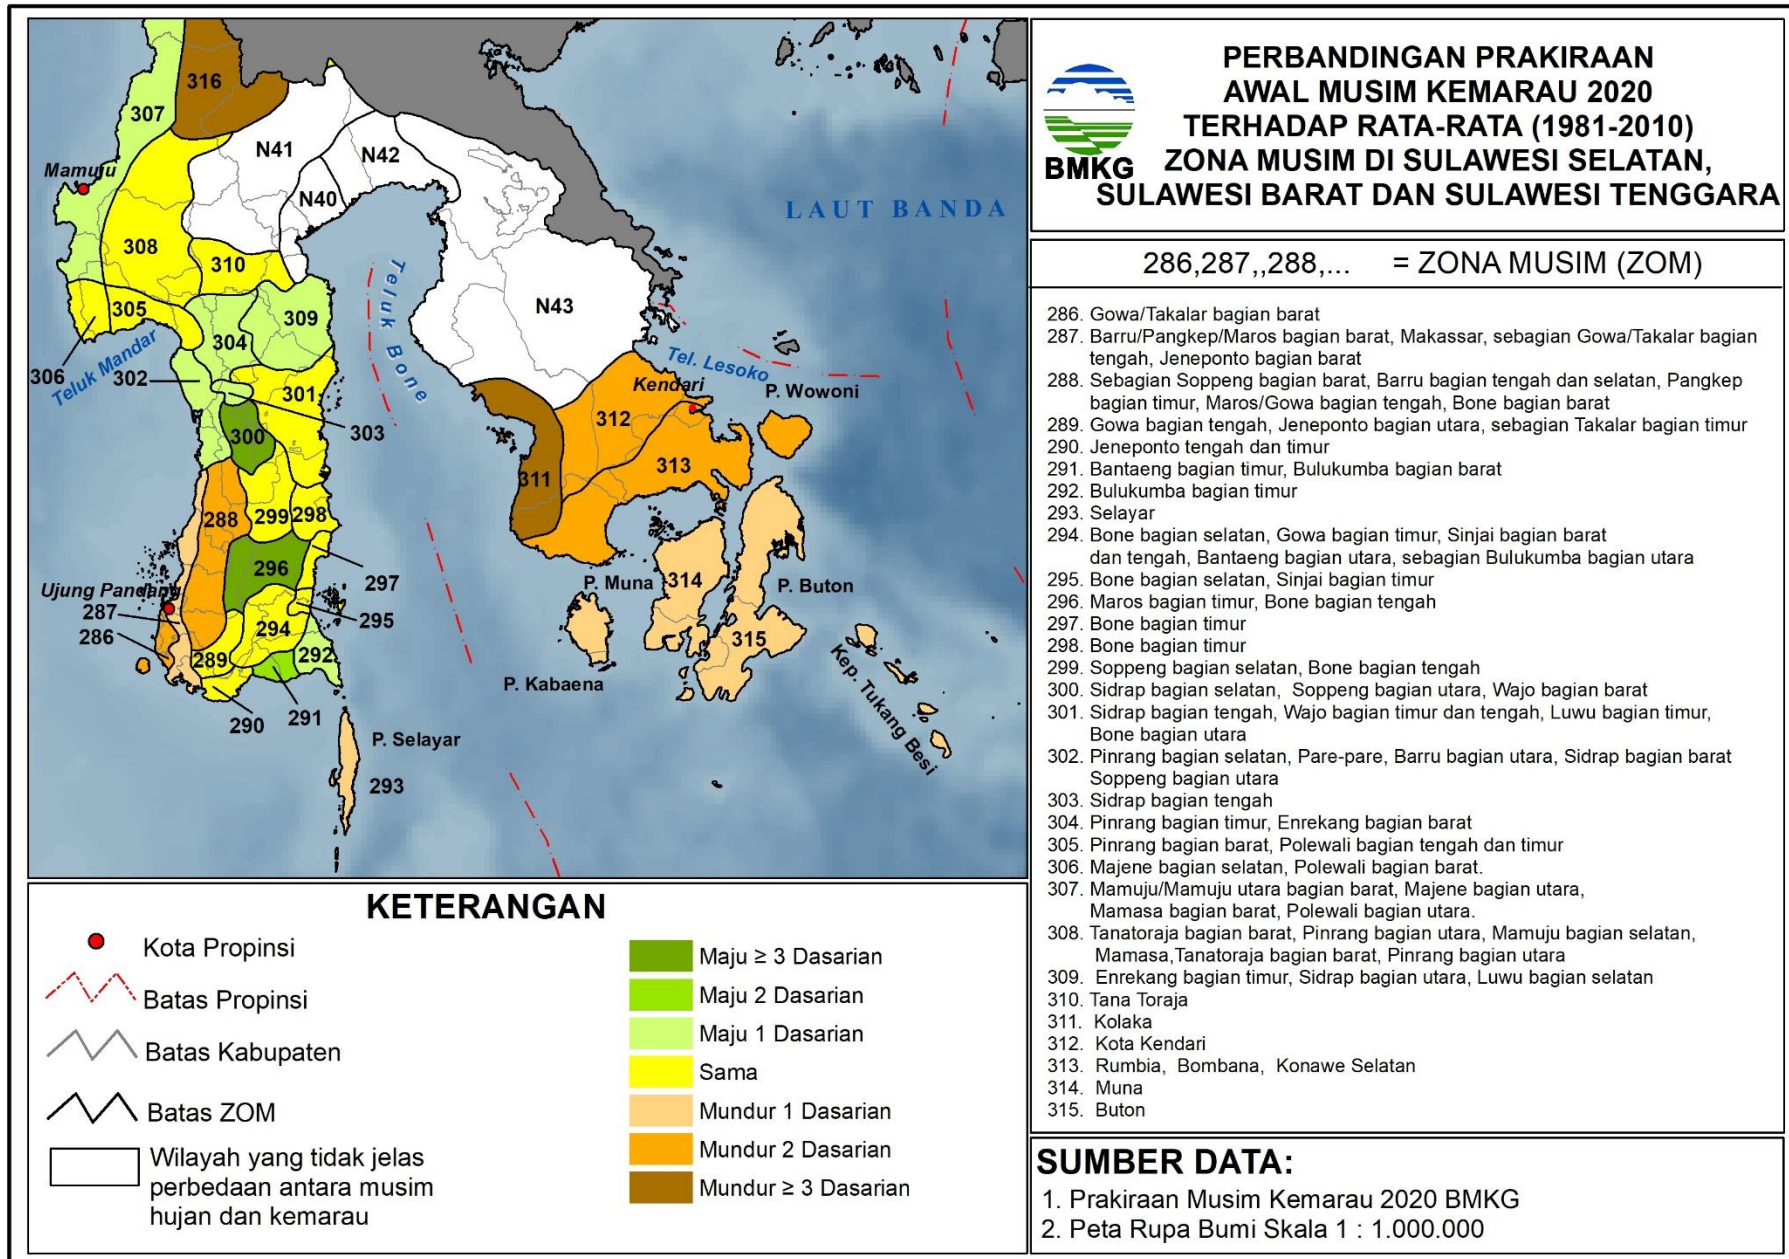 316
307
N41
N42
Mamuju
N40
LAUT BANDA
308
310
N43
305
304
309
Teluk Bone
Teluk Mandar
306
302
301
Tel. Lesoko
Kendari
P. Wowoni
312
303
300
313
311
288
299
298
296
297
P. Muna
314
P. Buton
Ujung Pandang
287
286
294
295
315
289
292
Kep. Tukang Besi
P. Kabaena
290
291
P. Selayar
293
KETERANGAN
Kota Propinsi
Batas Propinsi
Batas Kabupaten
Batas ZOM
Wilayah yang tidak jelas
perbedaan antara musim
hujan dan kemarau
Maju ≥ 3 Dasarian
Maju 2 Dasarian
Maju 1 Dasarian
Sama
Mundur 1 Dasarian
Mundur 2 Dasarian
Mundur ≥ 3 Dasarian
BMKG
PERBANDINGAN PRAKIRAAN
AWAL MUSIM KEMARAU 2020
TERHADAP RATA-RATA (1981-2010)
ZONA MUSIM DI SULAWESI SELATAN,
SULAWESI BARAT DAN SULAWESI TENGGARA
286,287,,288,... = ZONA MUSIM (ZOM)
286. Gowa/Takalar bagian barat
287. Barru/Pangkep/Maros bagian barat, Makassar, sebagian Gowa/Takalar bagian
tengah, Jeneponto bagian barat
288. Sebagian Soppeng bagian barat, Barru bagian tengah dan selatan, Pangkep
bagian timur, Maros/Gowa bagian tengah, Bone bagian barat
289. Gowa bagian tengah, Jeneponto bagian utara, sebagian Takalar bagian timur
290. Jeneponto tengah dan timur
291. Bantaeng bagian timur, Bulukumba bagian barat
292. Bulukumba bagian timur
293. Selayar
294. Bone bagian selatan, Gowa bagian timur, Sinjai bagian barat
dan tengah, Bantaeng bagian utara, sebagian Bulukumba bagian utara
295. Bone bagian selatan, Sinjai bagian timur
296. Maros bagian timur, Bone bagian tengah
297. Bone bagian timur
298. Bone bagian timur
299. Soppeng bagian selatan, Bone bagian tengah
300. Sidrap bagian selatan, Soppeng bagian utara, Wajo bagian barat
301. Sidrap bagian tengah, Wajo bagian timur dan tengah, Luwu bagian timur,
Bone bagian utara
302. Pinrang bagian selatan, Pare-pare, Barru bagian utara, Sidrap bagian barat
Soppeng bagian utara
303. Sidrap bagian tengah
304. Pinrang bagian timur, Enrekang bagian barat
305. Pinrang bagian barat, Polewali bagian tengah dan timur
306. Majene bagian selatan, Polewali bagian barat.
307. Mamuju/Mamuju utara bagian barat, Majene bagian utara,
Mamasa bagian barat, Polewali bagian utara.
308. Tanatoraja bagian barat, Pinrang bagian utara, Mamuju bagian selatan,
Mamasa,Tanatoraja bagian barat, Pinrang bagian utara
309. Enrekang bagian timur, Sidrap bagian utara, Luwu bagian selatan
310. Tana Toraja
311. Kolaka
312. Kota Kendari
313. Rumbia, Bombana, Konawe Selatan
314. Muna
315. Buton
SUMBER DATA:
1. Prakiraan Musim Kemarau 2020 BMKG
2. Peta Rupa Bumi Skala 1 : 1.000.000